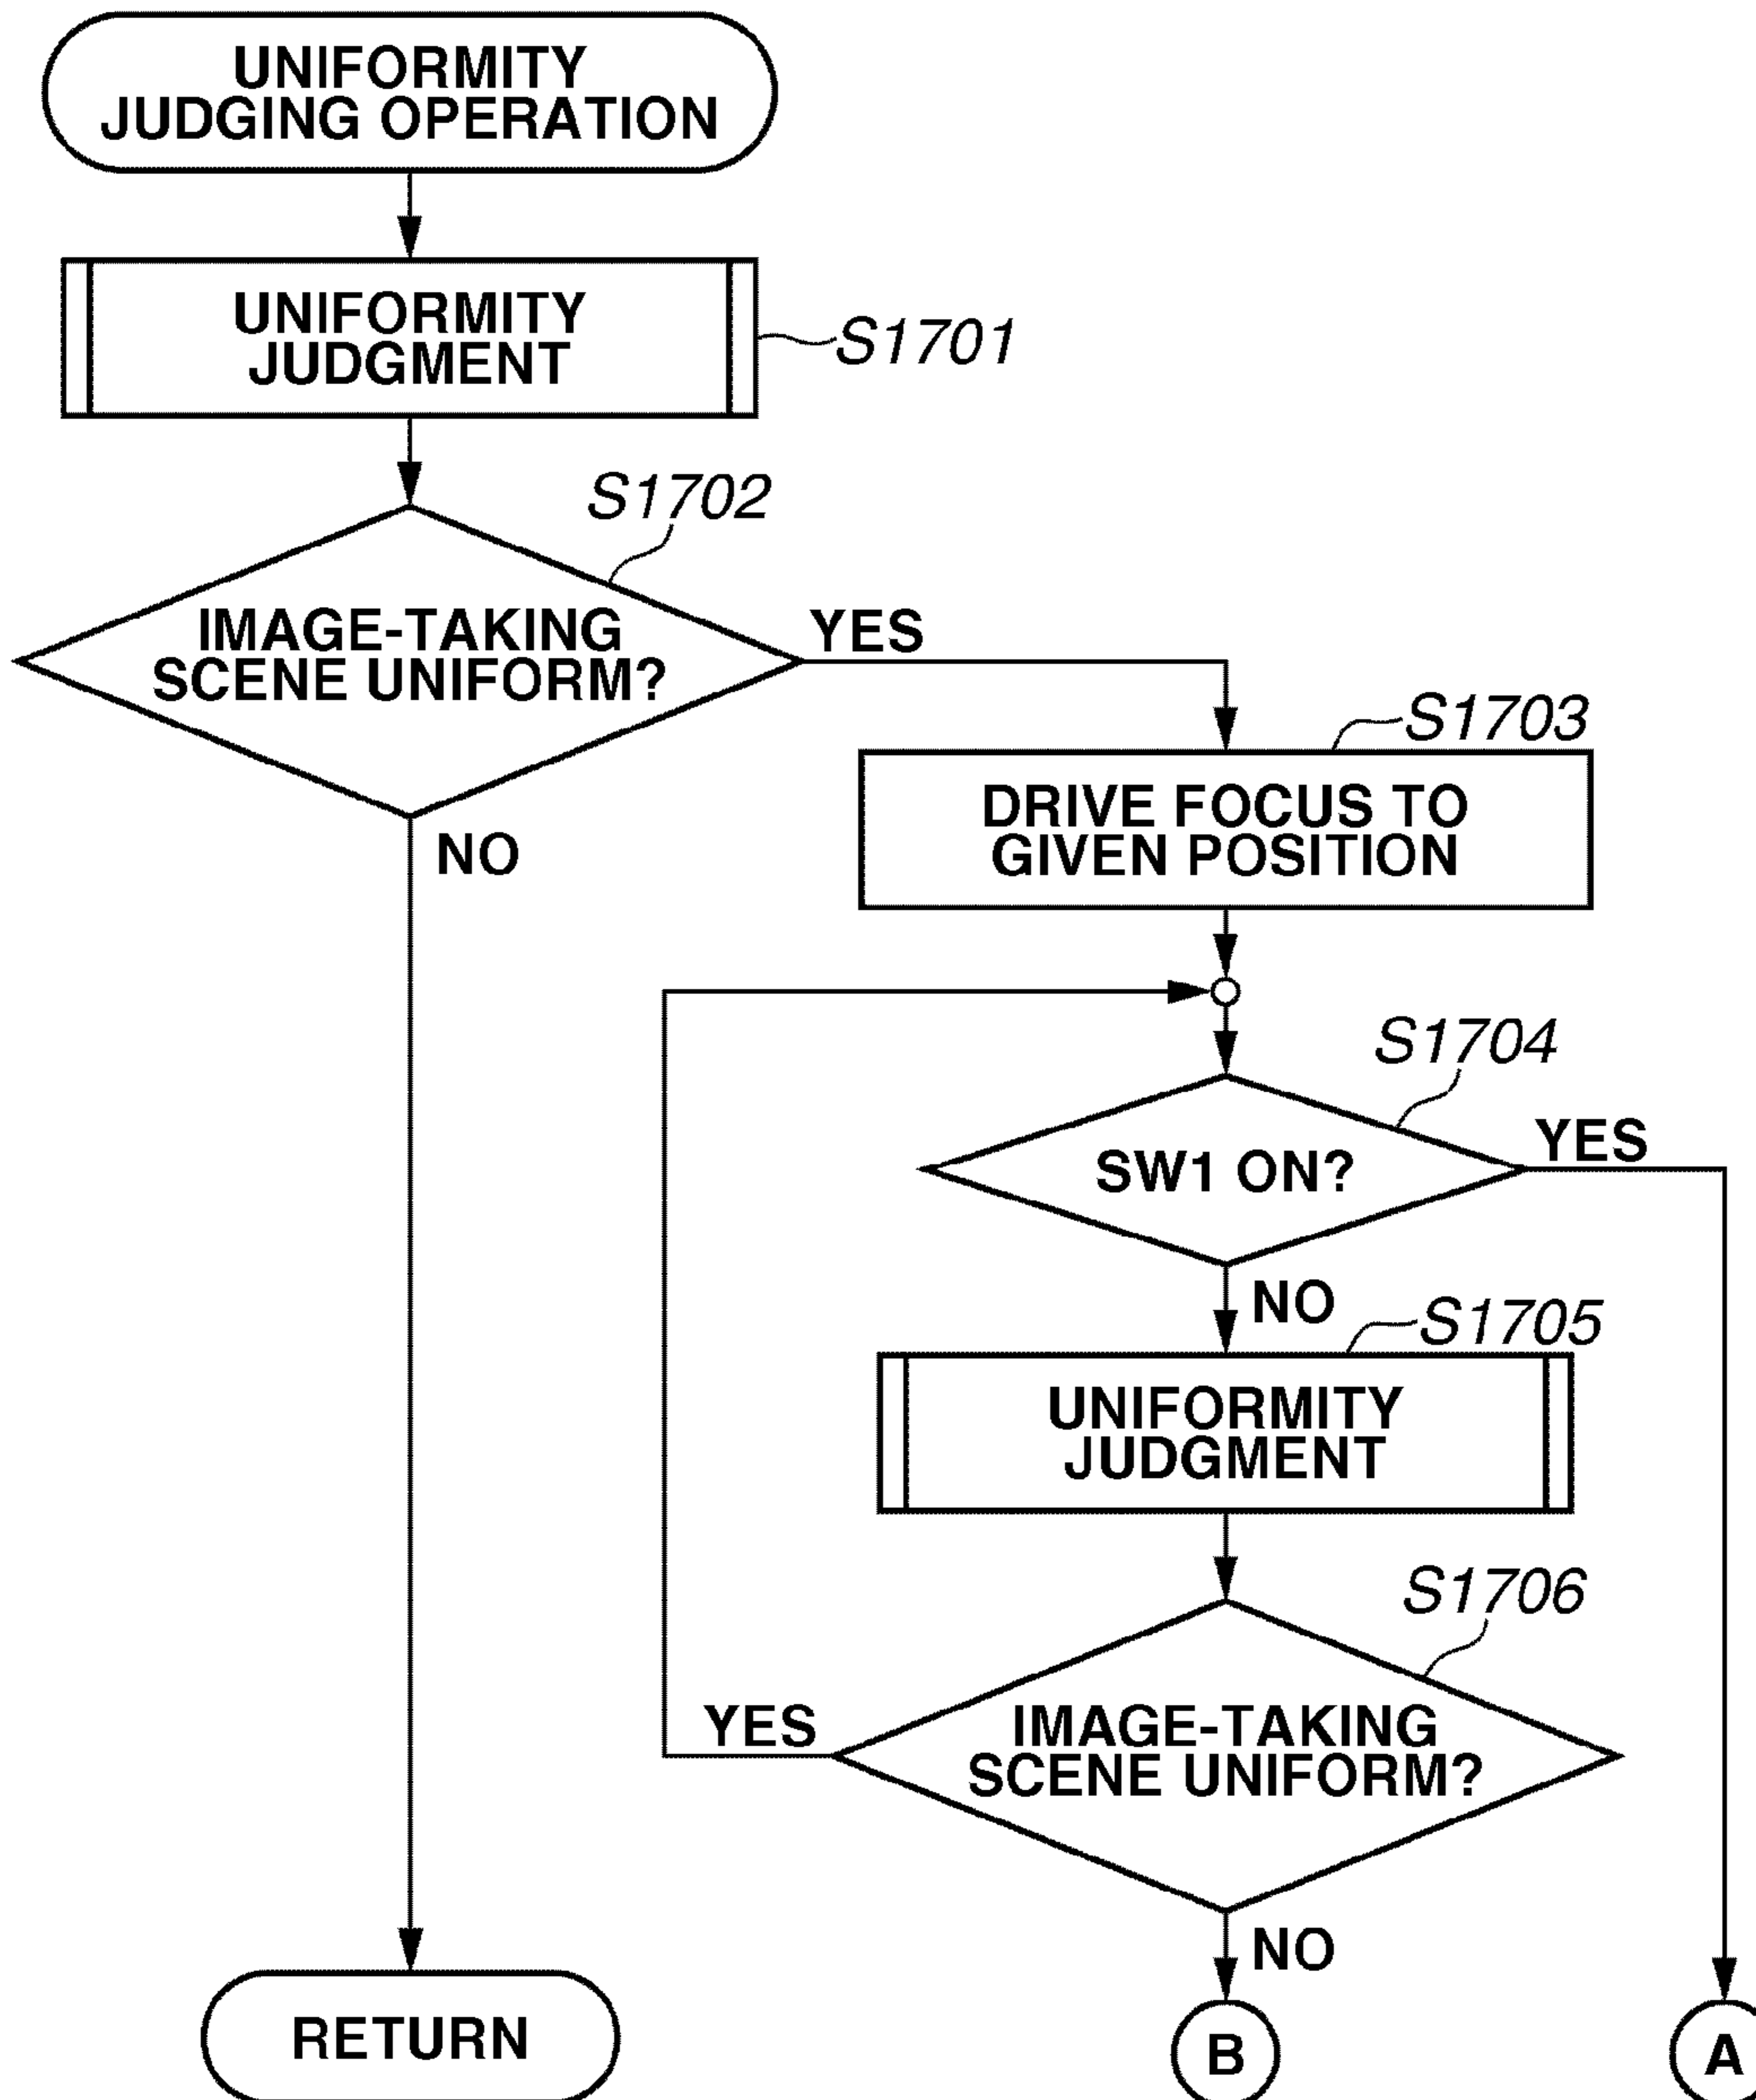 UNIFORMITY
JUDGING OPERATION
UNIFORMITY
JUDGMENT
S1701
S1702
IMAGE-TAKING
SCENE UNIFORM?
YES
NO
S1703
DRIVE FOCUS TO
GIVEN POSITION
S1704
SW1 ON?
YES
NO
S1705
UNIFORMITY
JUDGMENT
S1706
IMAGE-TAKING
SCENE UNIFORM?
YES
NO
RETURN
B
A